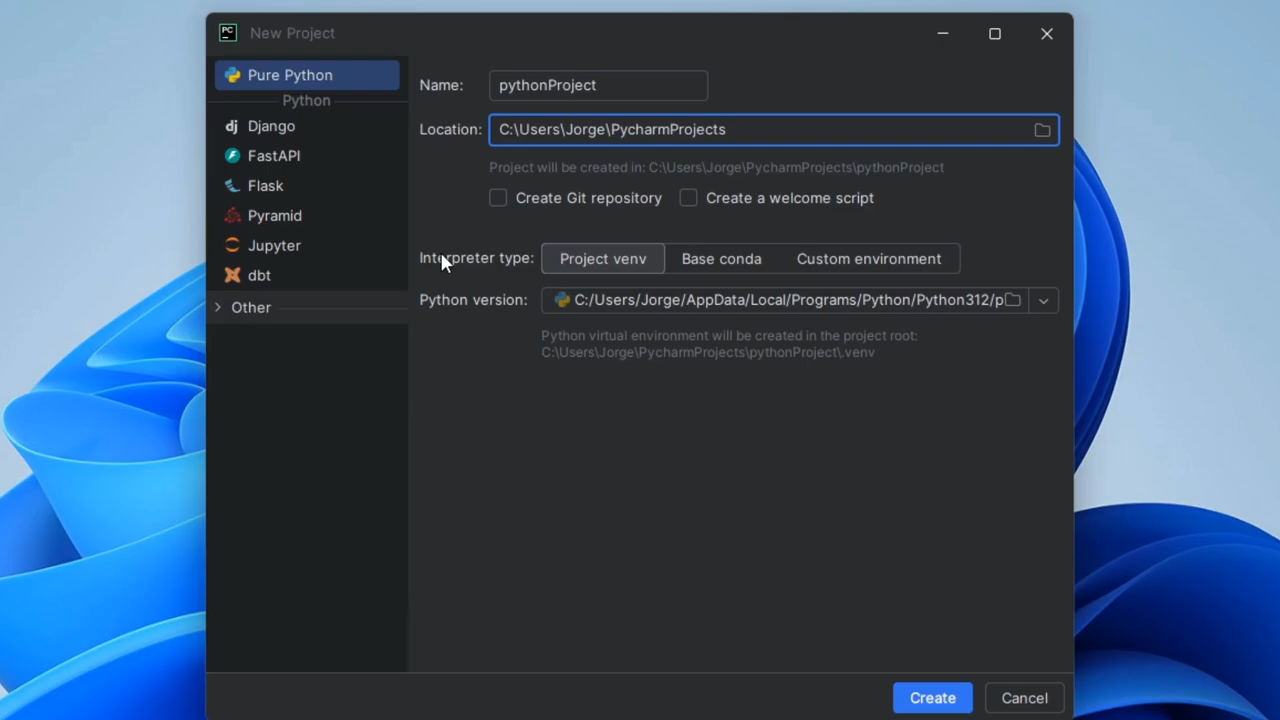 PC New Project
Pure Python
Python
dj Django
FastAPI
Flask
Pyramid
Jupyter
dbt
Other
Name: pythonProject
Location: C:\Users\Jorge\PycharmProjects
Project will be created in: C:\Users\Jorge\PycharmProjects\pythonProject
Create Git repository Create a welcome script
Interpreter type: Project venv Base conda Custom environment
Python version: C:/Users/Jorge/AppData/Local/Programs/Python/Python312/p
Python virtual environment will be created in the project root:
C:\Users\Jorge\PycharmProjects\pythonProject\.venv
Create Cancel